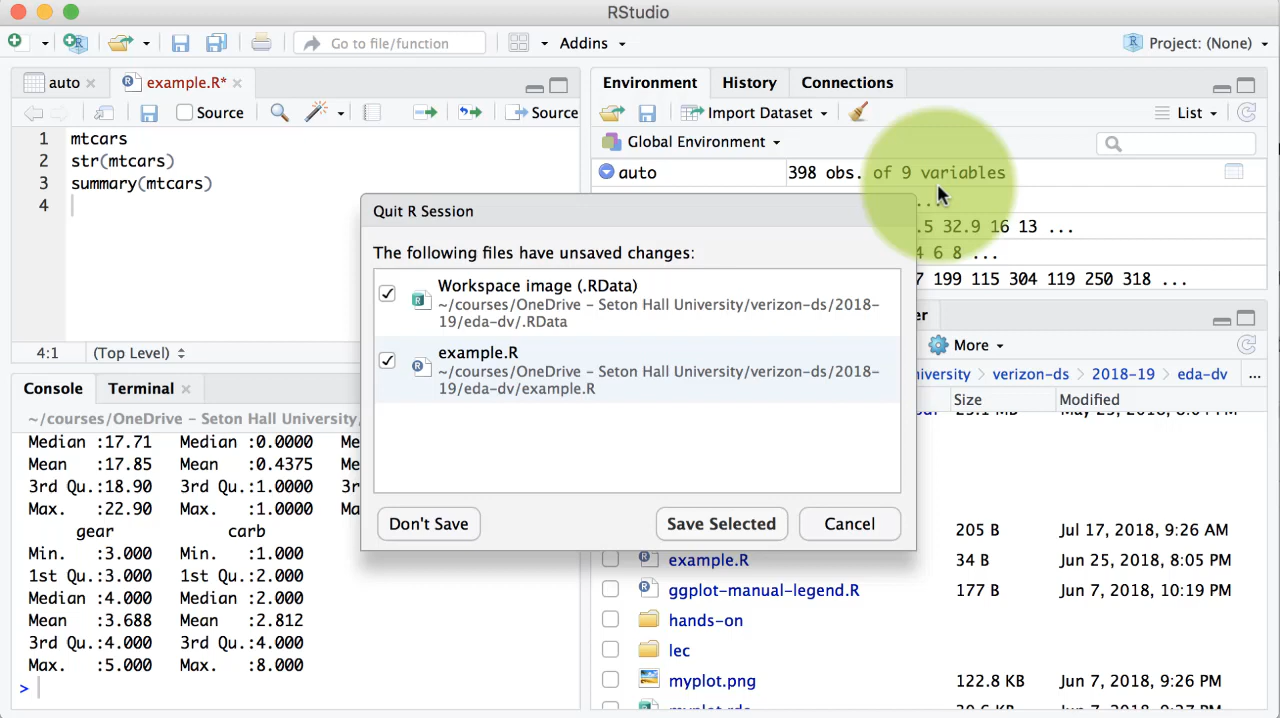 RStudio
Go to file/function
Addins
Project: (None)
auto
example.R*
Source
Source
1 mtcars
2 str(mtcars)
3 summary(mtcars)
4
4:1 (Top Level)
Environment History Connections
Import Dataset
List
Global Environment
auto 398 obs. of 9 variables
...
.5 32.9 16 13 ...
4 6 8 ...
7 199 115 304 119 250 318 ...
Quit R Session
The following files have unsaved changes:
Workspace image (.RData)
~/courses/OneDrive - Seton Hall University/verizon-ds/2018-
19/eda-dv/.RData
example.R
~/courses/OneDrive - Seton Hall University/verizon-ds/2018-
19/eda-dv/example.R
Don't Save
Save Selected
Cancel
Console Terminal
~/courses/OneDrive - Seton Hall University/
Median :17.71 Median :0.0000 Me
Mean :17.85 Mean :0.4375 Me
3rd Qu.:18.90 3rd Qu.:1.0000 3r
Max. :22.90 Max. :1.0000 Ma
gear carb
Min. :3.000 Min. :1.000
1st Qu.:3.000 1st Qu.:2.000
Median :4.000 Median :2.000
Mean :3.688 Mean :2.812
3rd Qu.:4.000 3rd Qu.:4.000
Max. :5.000 Max. :8.000
>
er
More
niversity verizon-ds 2018-19 eda-dv ...
Size Modified
205 B Jul 17, 2018, 9:26 AM
example.R 34 B Jun 25, 2018, 8:05 PM
ggplot-manual-legend.R 177 B Jun 7, 2018, 10:19 PM
hands-on
lec
myplot.png 122.8 KB Jun 7, 2018, 9:26 PM